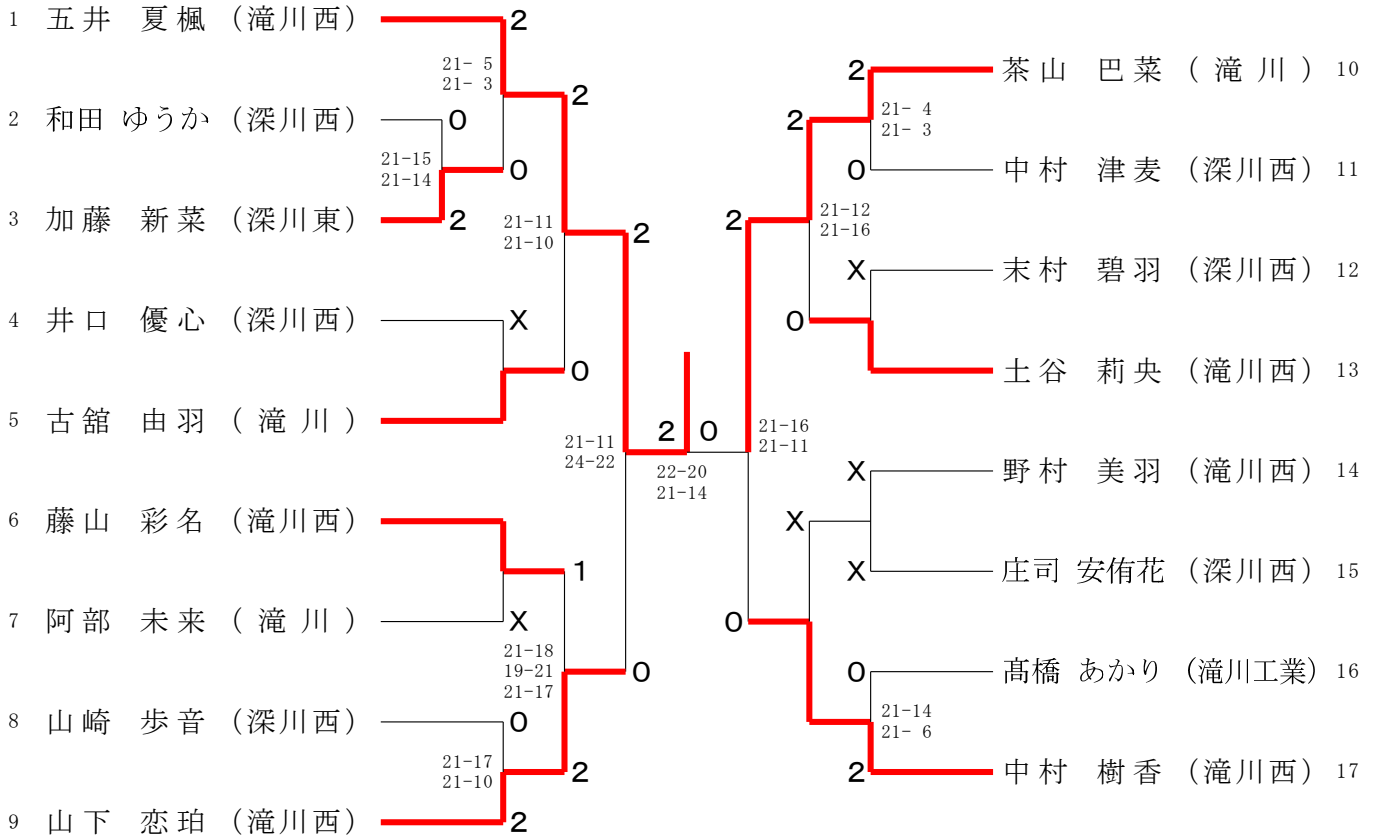 1 五井 夏楓 (滝川西)
2
21- 5
21- 3
2
2 和田 ゆうか (深川西)
0
21-15
21-14
0
3 加藤 新菜 (深川東)
2
21-11
21-10
2
4 井口 優心 (深川西)
X
0
5 古舘 由羽 (滝川)
21-11
24-22
2 0
22-20
21-14
6 藤山 彩名 (滝川西)
1
7 阿部 未来 (滝川)
X
21-18
19-21
21-17
0
8 山崎 歩音 (深川西)
0
21-17
21-10
2
9 山下 恋珀 (滝川西)
2
2
茶山 巴菜 (滝川) 10
2
21- 4
21- 3
0
中村 津麦 (深川西) 11
2
21-12
21-16
X
末村 碧羽 (深川西) 12
0
土谷 莉央 (滝川西) 13
21-16
21-11
X
野村 美羽 (滝川西) 14
X
X
庄司 安侑花 (深川西) 15
0
0
髙橋 あかり (滝川工業) 16
21-14
21- 6
2
中村 樹香 (滝川西) 17